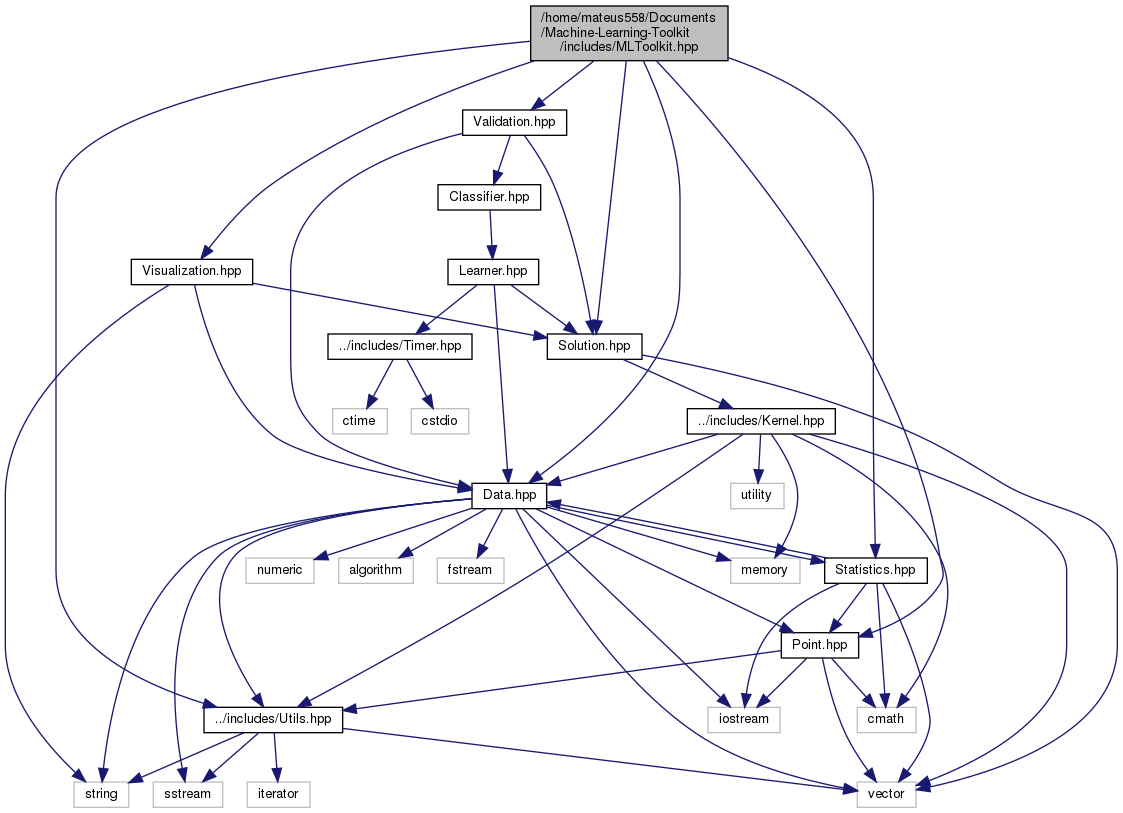 /home/mateus558/Documents
/Machine-Learning-Toolkit
/includes/MLToolkit.hpp
Validation.hpp
Classifier.hpp
Visualization.hpp
Learner.hpp
../includes/Timer.hpp
Solution.hpp
ctime
cstdio
../includes/Kernel.hpp
Data.hpp
utility
numeric
algorithm
fstream
memory
Statistics.hpp
Point.hpp
../includes/Utils.hpp
iostream
cmath
string
sstream
iterator
vector